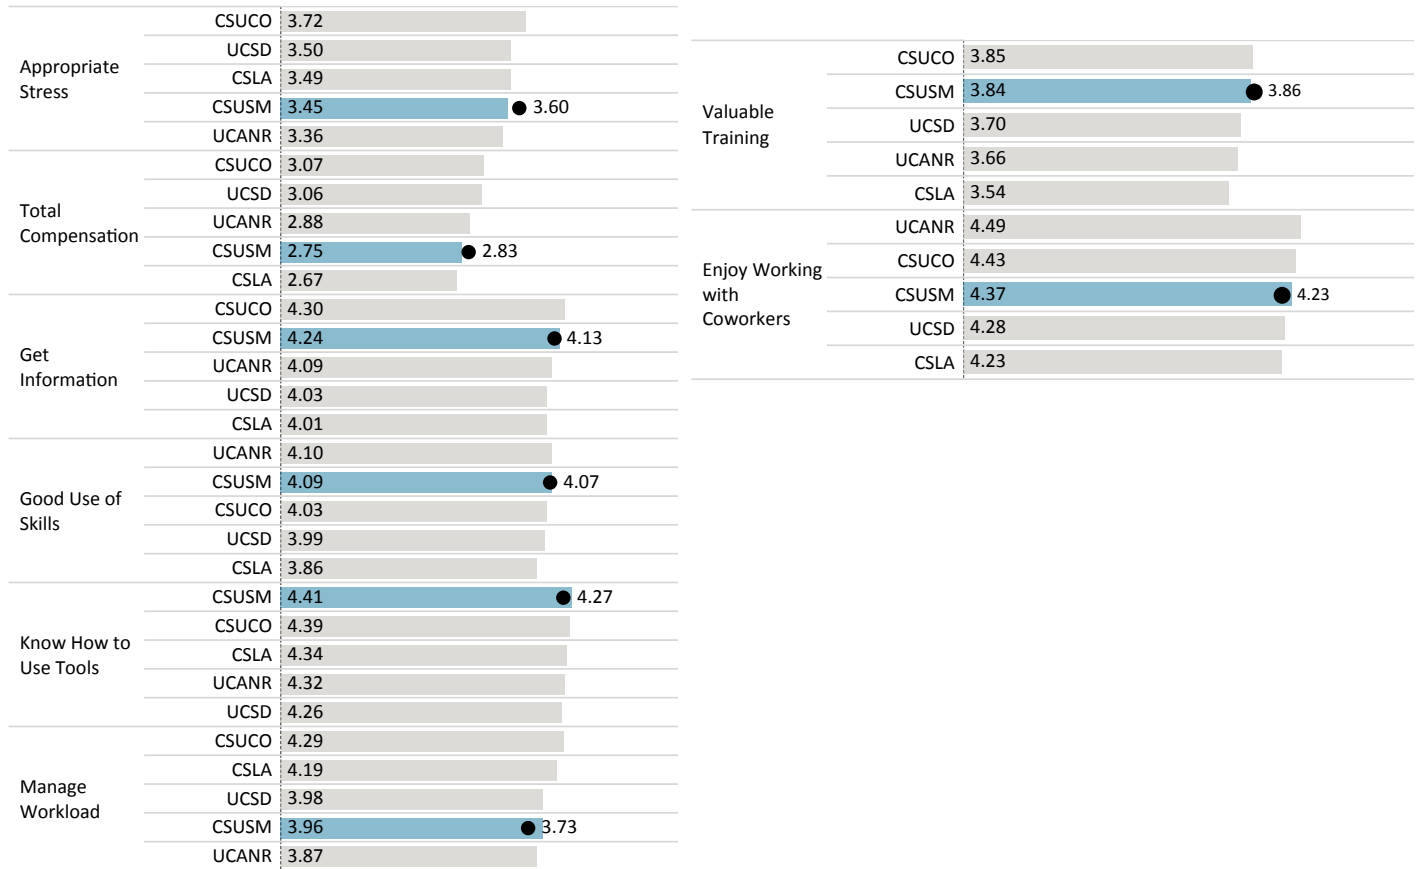 CSUCO 3.72
UCSD 3.50
Appropriate
Stress
CSLA 3.49
CSUSM 3.45 3.60
UCANR 3.36
CSUCO 3.07
UCSD 3.06
Total
Compensation
UCANR 2.88
CSUSM 2.75 2.83
CSLA 2.67
CSUCO 4.30
CSUSM 4.24 4.13
Get
Information
UCANR 4.09
UCSD 4.03
CSLA 4.01
UCANR 4.10
CSUSM 4.09 4.07
Good Use of
Skills
CSUCO 4.03
UCSD 3.99
CSLA 3.86
CSUSM 4.41 4.27
CSUCO 4.39
Know How to
Use Tools
CSLA 4.34
UCANR 4.32
UCSD 4.26
CSUCO 4.29
CSLA 4.19
Manage
Workload
UCSD 3.98
CSUSM 3.96 3.73
UCANR 3.87
CSUCO 3.85
CSUSM 3.84 3.86
Valuable
Training
UCSD 3.70
UCANR 3.66
CSLA 3.54
UCANR 4.49
CSUCO 4.43
Enjoy Working
with
Coworkers
CSUSM 4.37 4.23
UCSD 4.28
CSLA 4.23